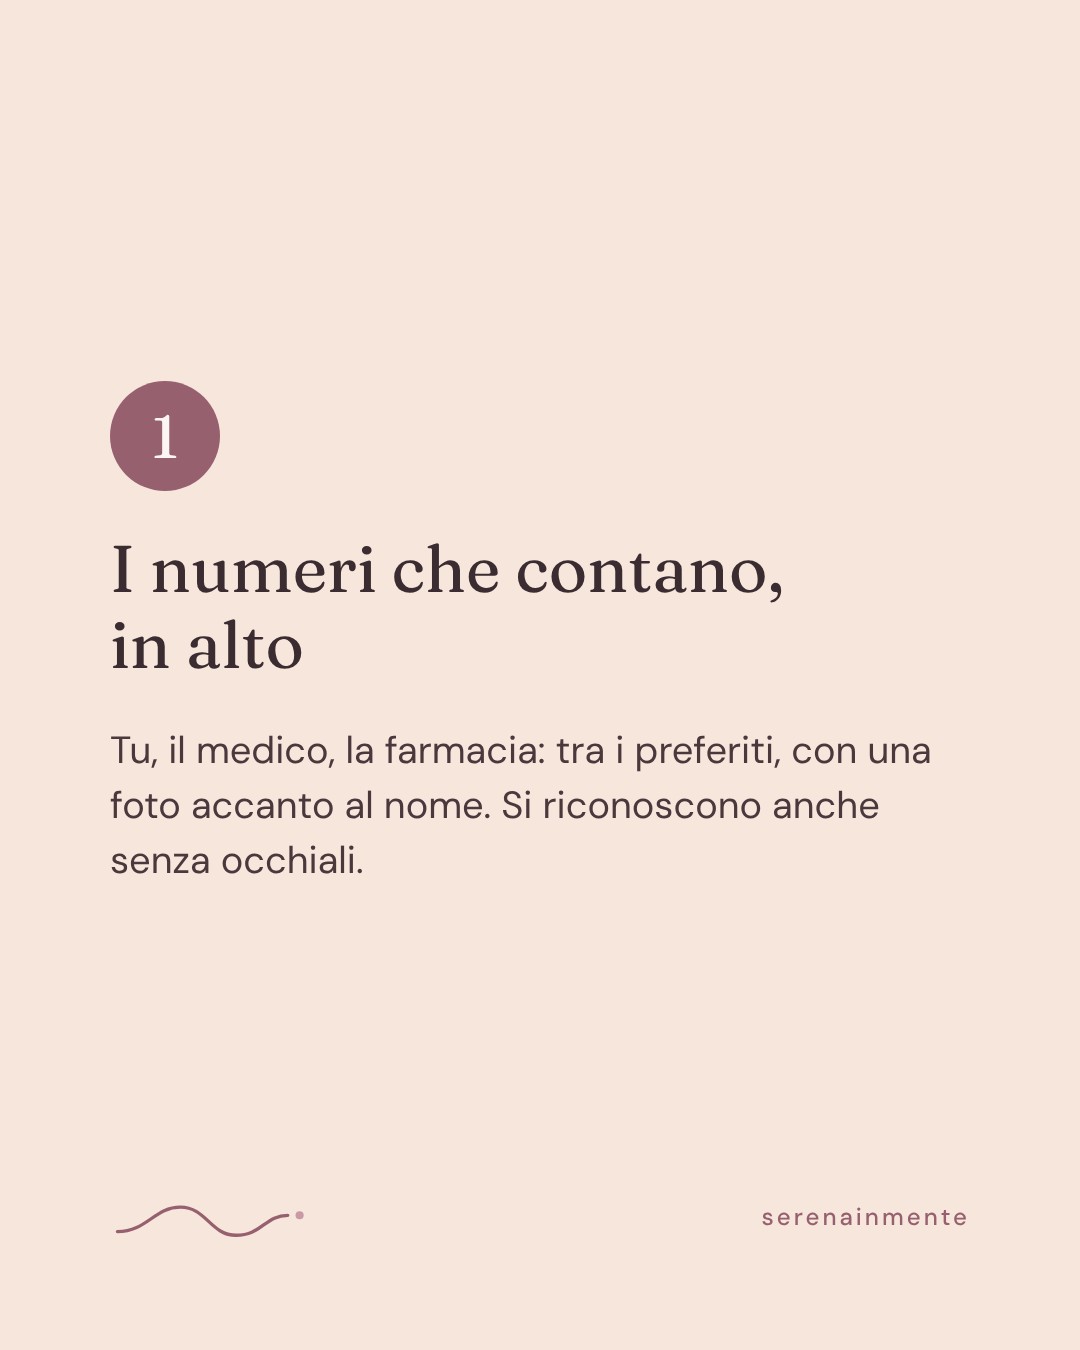 1
I numeri che contano,
in alto
Tu, il medico, la farmacia: tra i preferiti, con una
foto accanto al nome. Si riconoscono anche
senza occhiali.
serenainmente